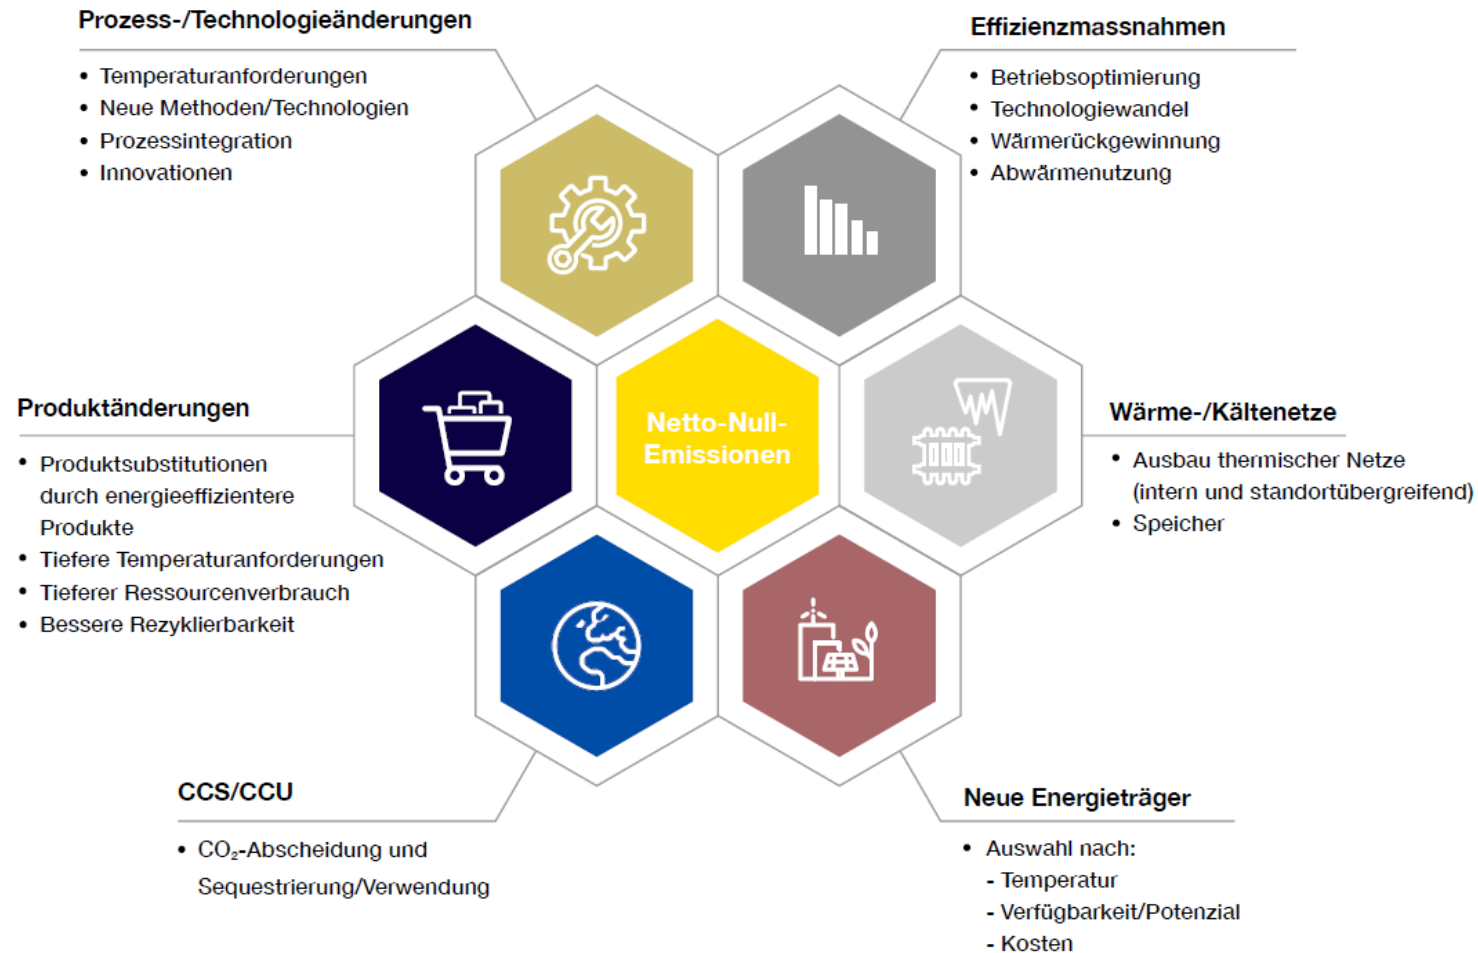 Prozess-/Technologieänderungen
• Temperaturanforderungen
• Neue Methoden/Technologien
• Prozessintegration
• Innovationen
Effizienzmassnahmen
• Betriebsoptimierung
• Technologiewandel
• Wärmerückgewinnung
• Abwärmenutzung
Produktänderungen
• Produktsubstitutionen
durch energieeffizientere
Produkte
• Tiefere Temperaturanforderungen
• Tieferer Ressourcenverbrauch
• Bessere Rezyklierbarkeit
Netto-Null-
Emissionen
Wärme-/Kältenetze
• Ausbau thermischer Netze
(intern und standortübergreifend)
• Speicher
CCS/CCU
• CO₂-Abscheidung und
Sequestrierung/Verwendung
Neue Energieträger
• Auswahl nach:
- Temperatur
- Verfügbarkeit/Potenzial
- Kosten